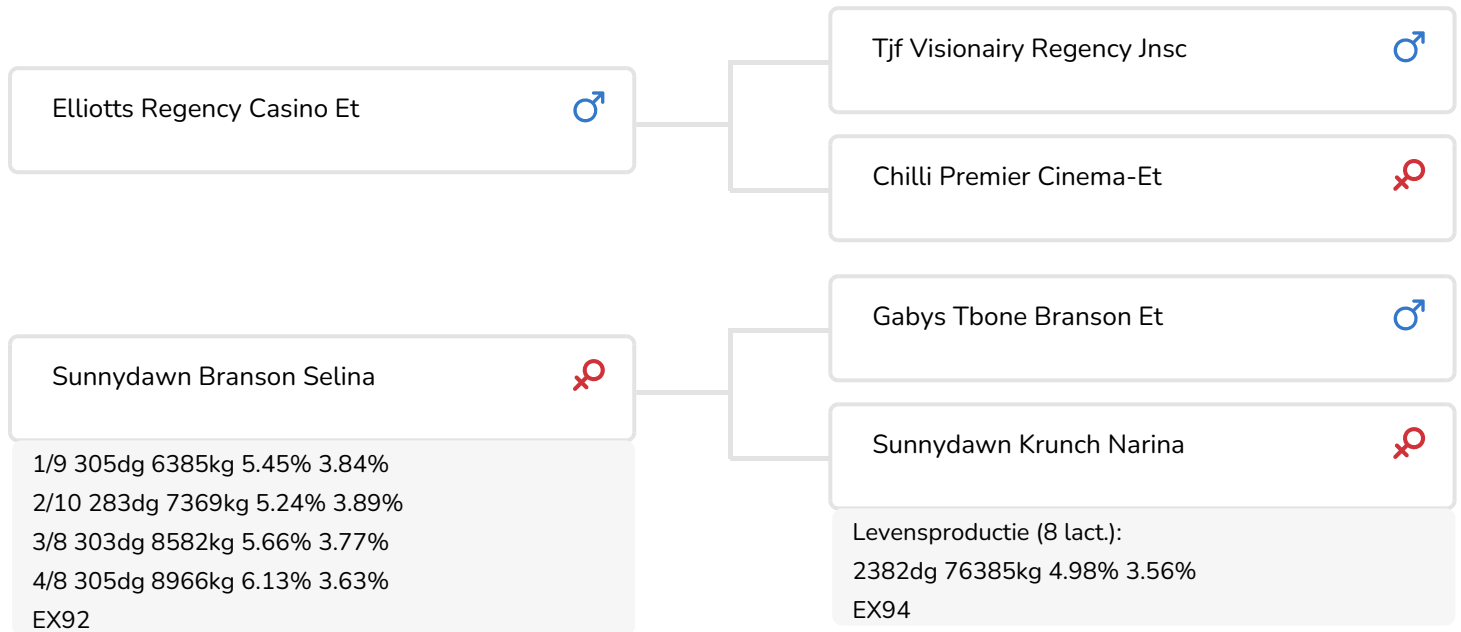 Elliotts Regency Casino Et
Tjf Visionairy Regency Jnsc
Chilli Premier Cinema-Et
Sunnydawn Branson Selina
1/9 305dg 6385kg 5.45% 3.84%
2/10 283dg 7369kg 5.24% 3.89%
3/8 303dg 8582kg 5.66% 3.77%
4/8 305dg 8966kg 6.13% 3.63%
EX92
Gabys Tbone Branson Et
Sunnydawn Krunch Narina
Levensproductie (8 lact.):
2382dg 76385kg 4.98% 3.56%
EX94